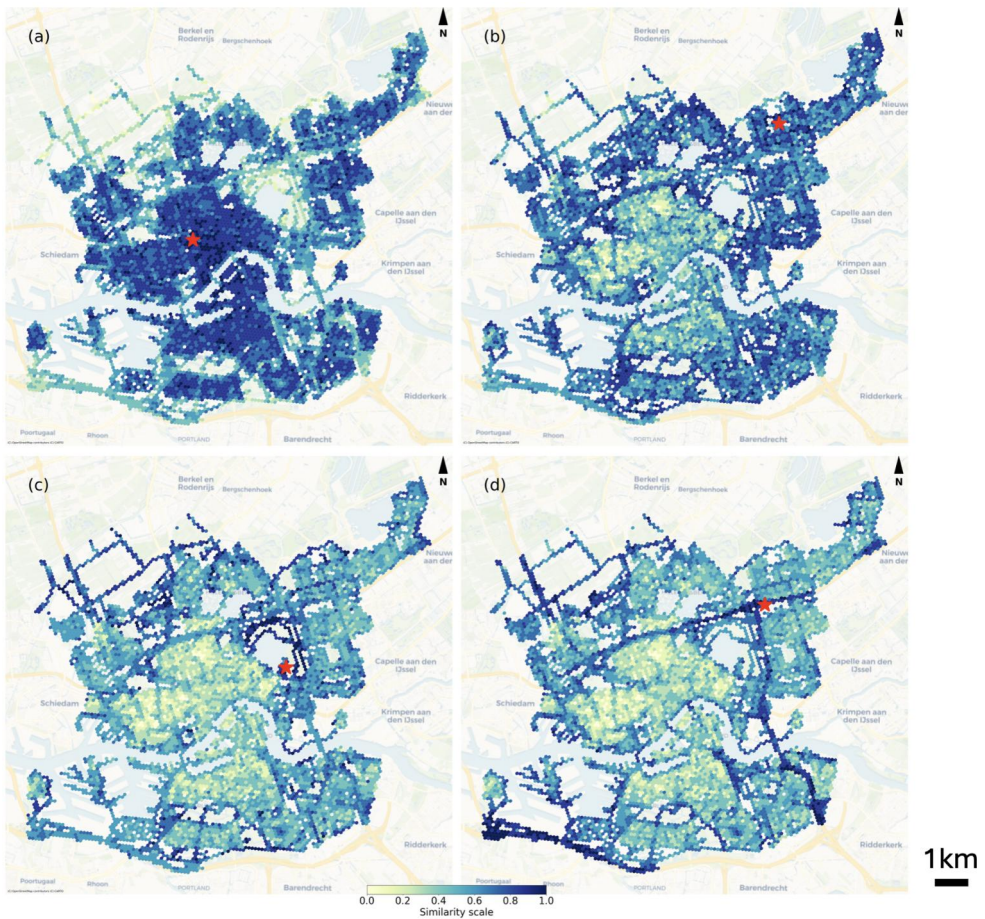 (a)
N
Berkel en
Rodenrijs
Bergschenhoek
Nieuwe
aan der
Capelle aan den
IJssel
Schiedam
Krimpen aan
den IJssel
Ridderkerk
Poortugaal
Rhoon
PORTLAND
Barendrecht
(b)
N
Berkel en
Rodenrijs
Bergschenhoek
Nieuwe
aan der
Capelle aan den
IJssel
Schiedam
Krimpen aan
den IJssel
Ridderkerk
Poortugaal
Rhoon
PORTLAND
Barendrecht
(c)
N
Berkel en
Rodenrijs
Bergschenhoek
Nieuwe
aan der
Capelle aan den
IJssel
Schiedam
Krimpen aan
den IJssel
Ridderkerk
Poortugaal
Rhoon
PORTLAND
Barendrecht
(d)
N
Berkel en
Rodenrijs
Bergschenhoek
Nieuwe
aan der
Capelle aan den
IJssel
Schiedam
Krimpen aan
den IJssel
Ridderkerk
Poortugaal
Rhoon
PORTLAND
Barendrecht
1km
0.0 0.2 0.4 0.6 0.8 1.0
Similarity scale